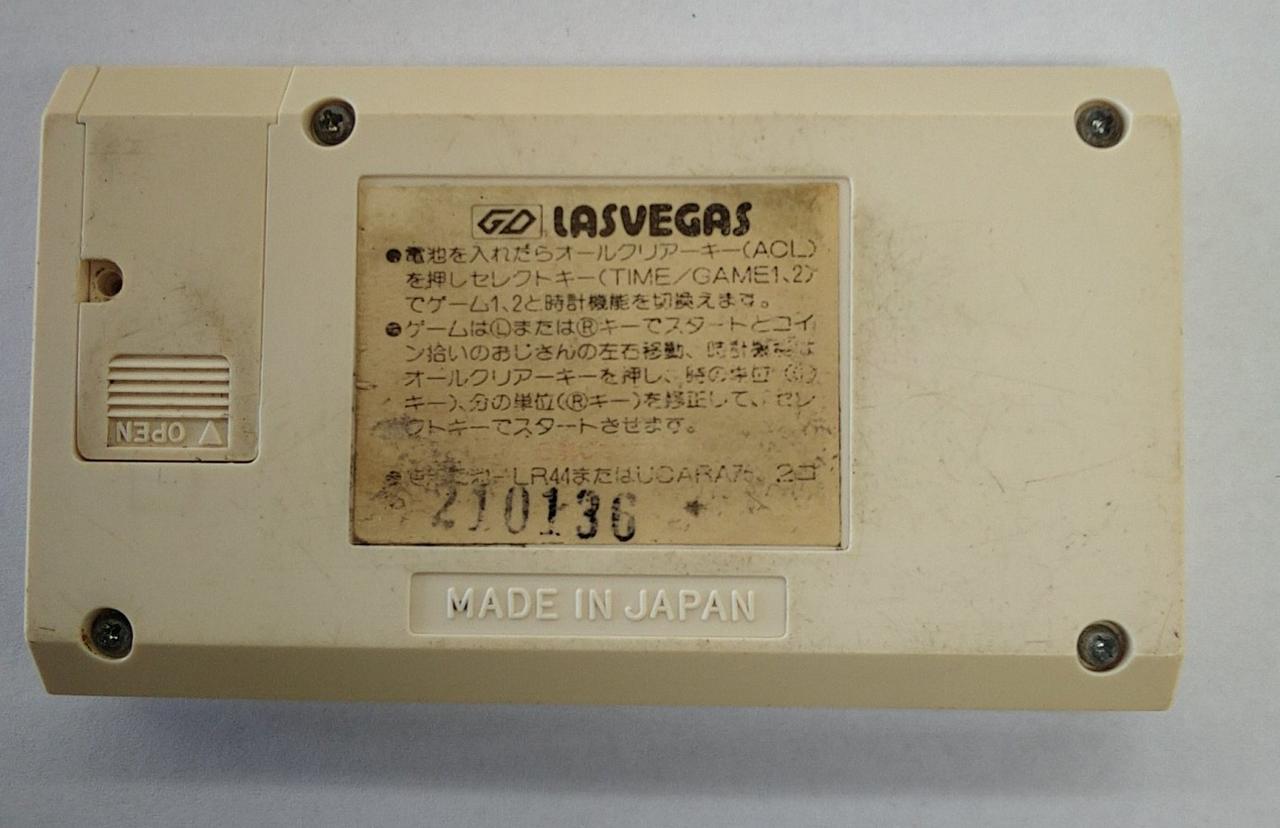 GD LASVEGAS
●電池を入れたらオールクリアーキー(ACL)
を押しセレクトキー(TIME/GAME1、2)
でゲーム1、2と時計機能を切換えます。
●ゲームはⓁまたはⓇキーでスタートとコイ
ン拾いのおじさんの左右移動、時計機能は
オールクリアーキーを押し、時の単位(Ⓛ
キー)、分の単位(Ⓡキー)を修正して、セレ
クトキーでスタートさせます。
LR44またはUCARA76 2コ
210136
OPEN
MADE IN JAPAN